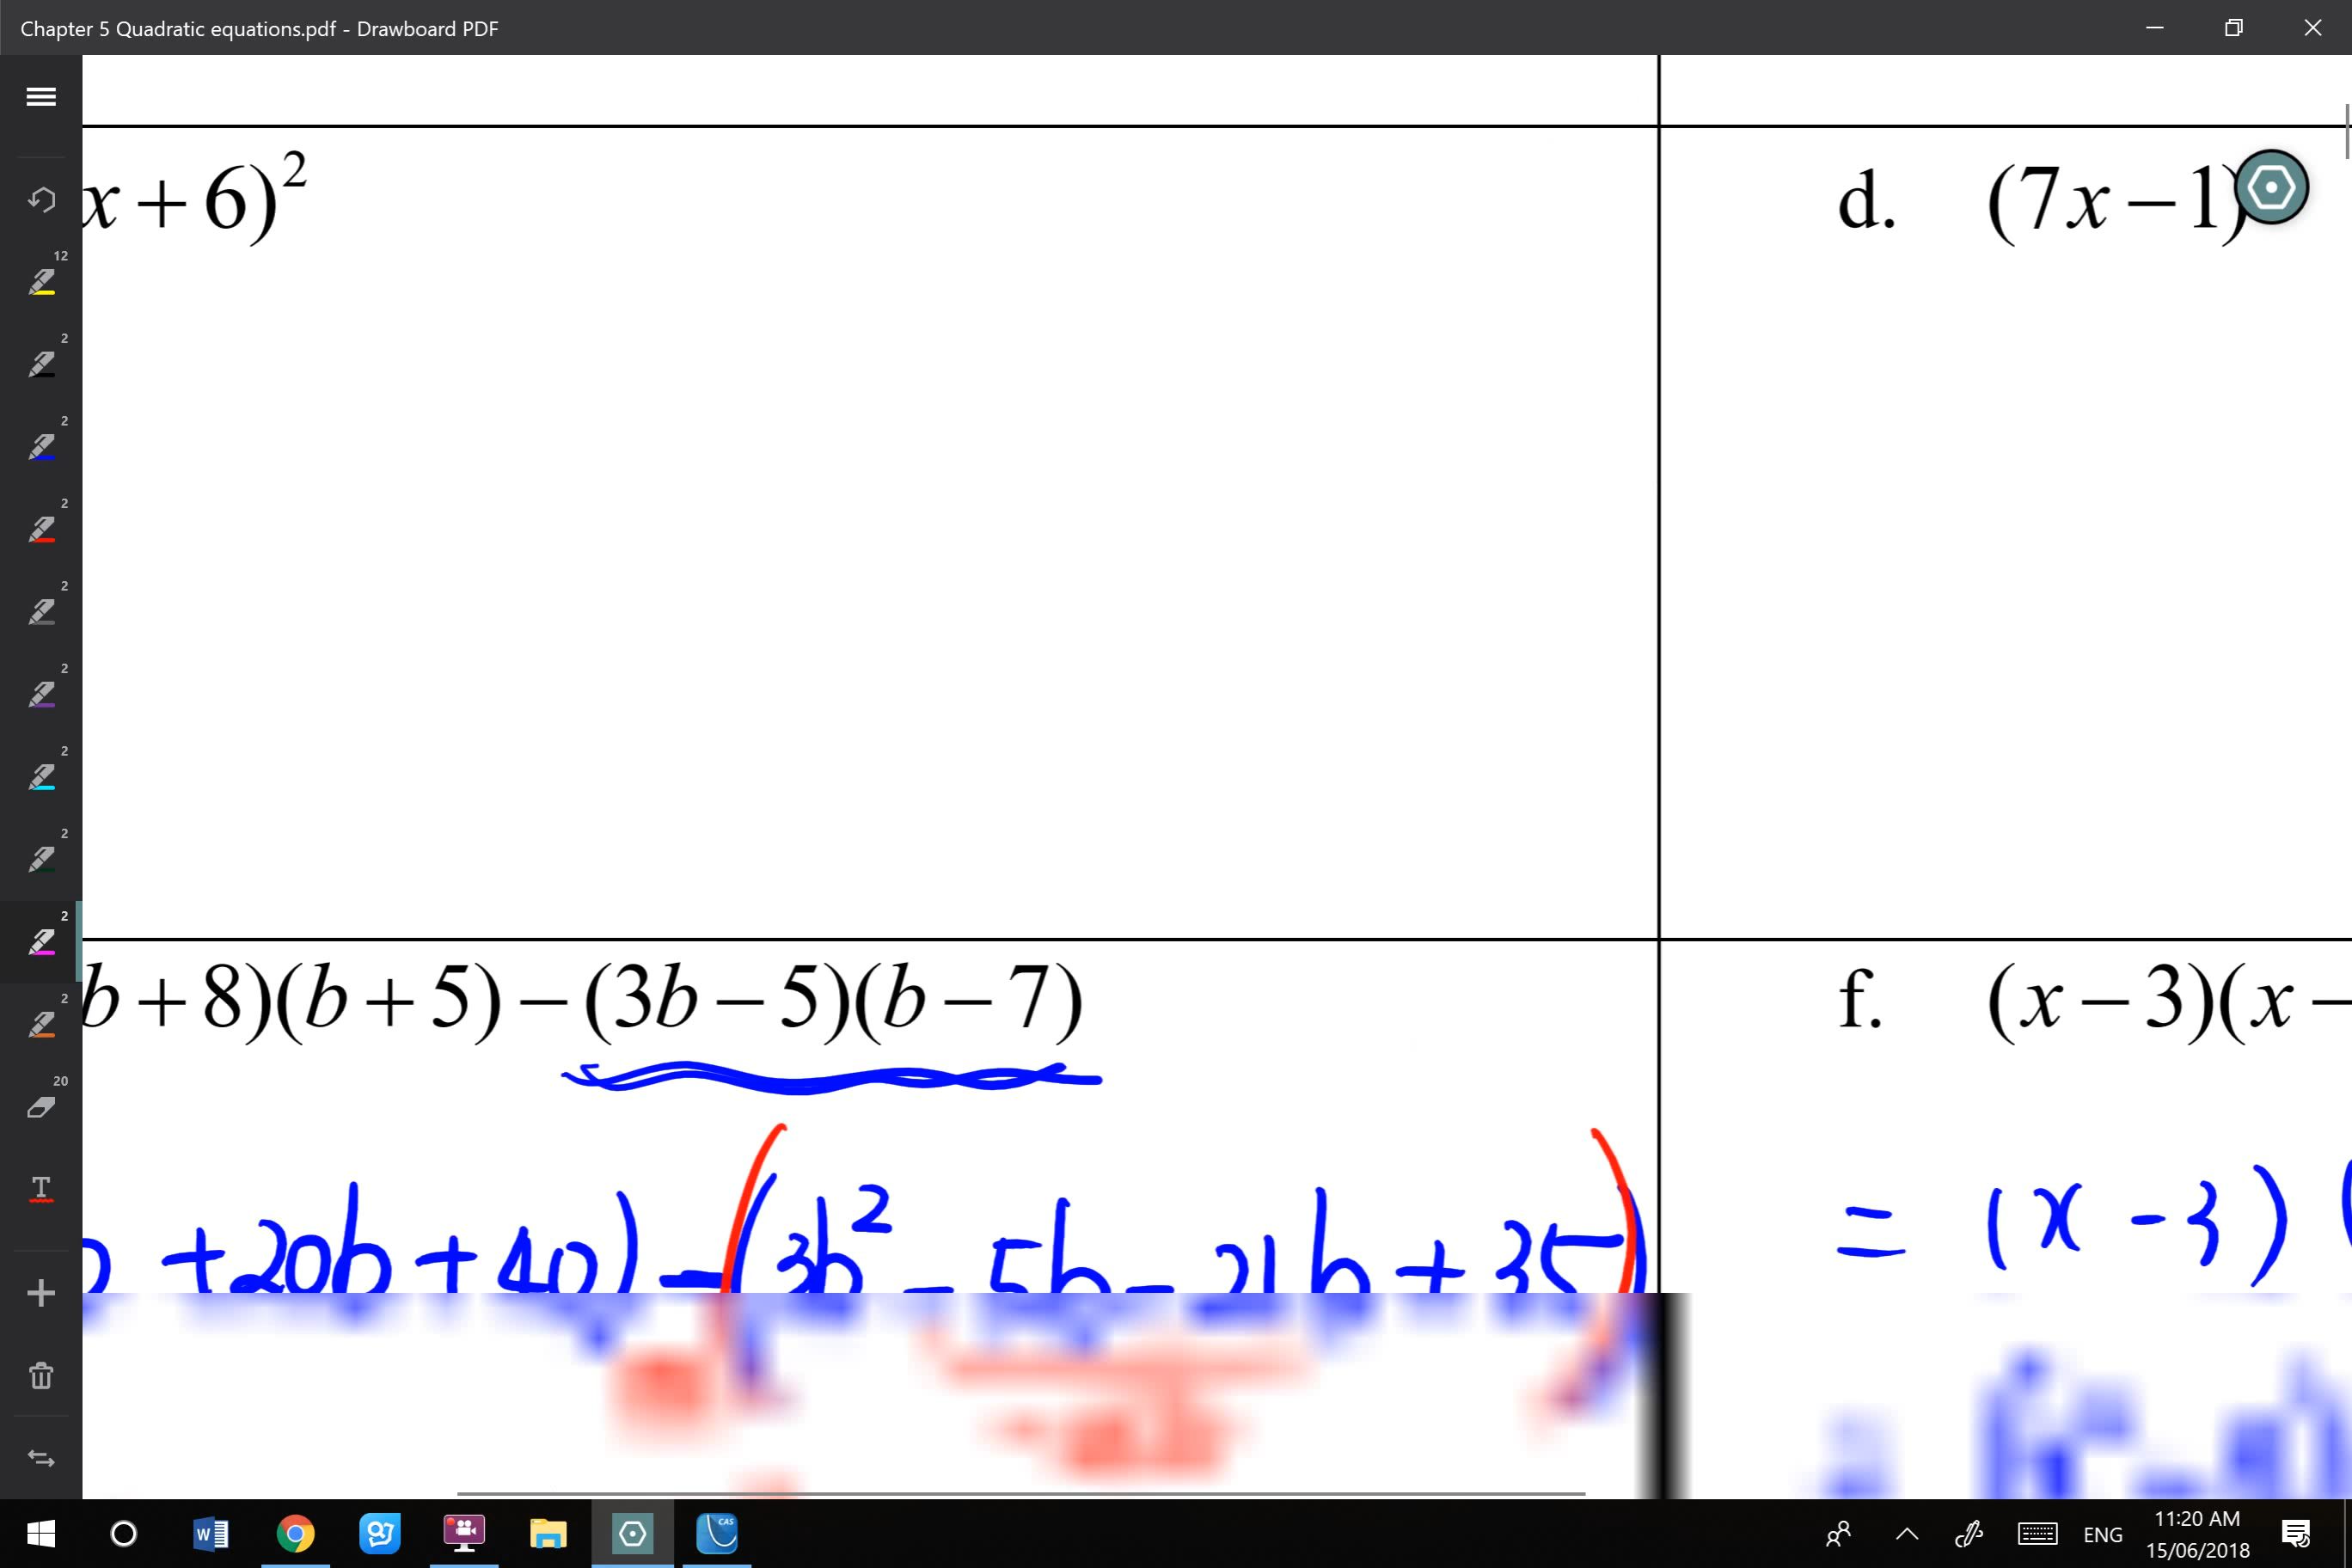 Chapter 5 Quadratic equations.pdf - Drawboard PDF
x + 6)²
d. (7x − 1)
12
2
2
2
2
2
2
2
2
2
20
T
b + 8)(b + 5) − (3b − 5)(b − 7)
f. (x − 3)(x −
+20b + 40) − (3b² − 5b − 21b + 35)
= (x − 3) (
W
CAS
ENG
11:20 AM
15/06/2018